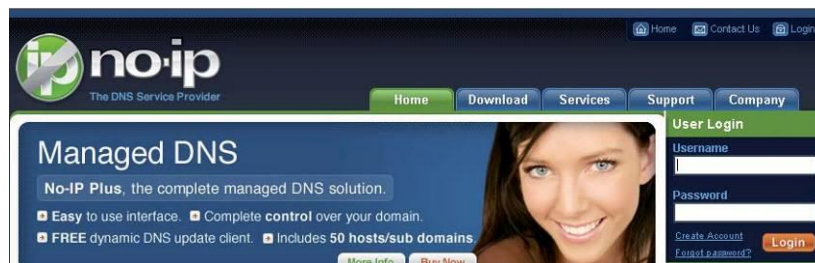 Home Contact Us Login
ip no·ip
The DNS Service Provider
Home Download Services Support Company
Managed DNS
No-IP Plus, the complete managed DNS solution.
Easy to use interface. Complete control over your domain.
FREE dynamic DNS update client. Includes 50 hosts/sub domains.
More Info Buy Now
User Login
Username
Password
Create Account
Forgot password?
Login